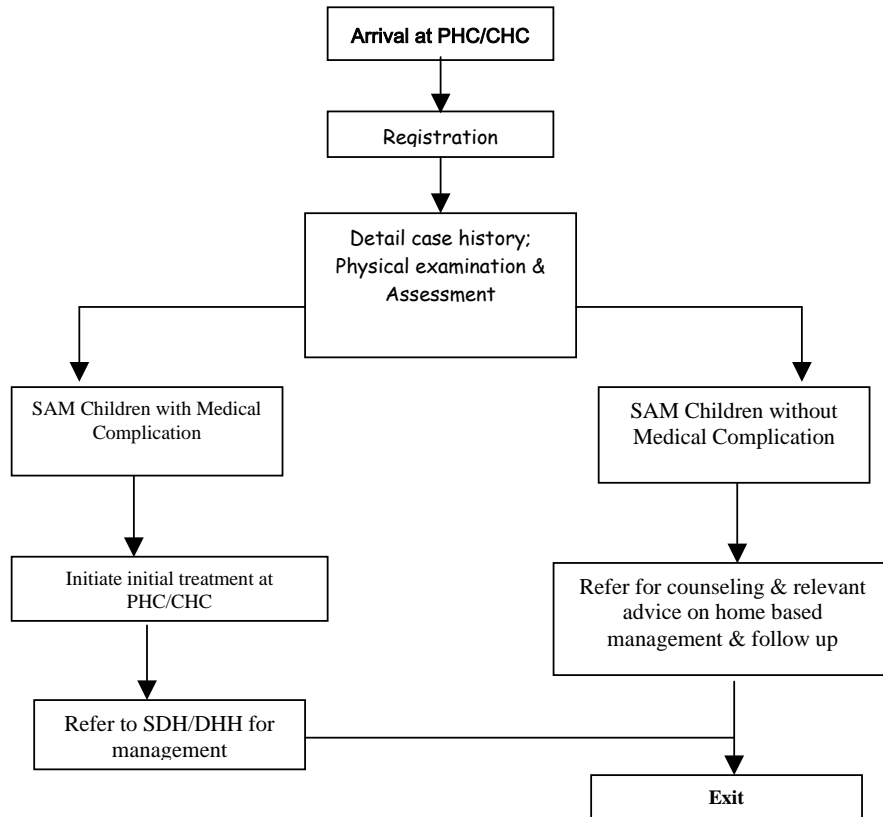 Arrival at PHC/CHC
Registration
Detail case history;
Physical examination &
Assessment
SAM Children with Medical
Complication
SAM Children without
Medical Complication
Initiate initial treatment at
PHC/CHC
Refer for counseling & relevant
advice on home based
management & follow up
Refer to SDH/DHH for
management
Exit